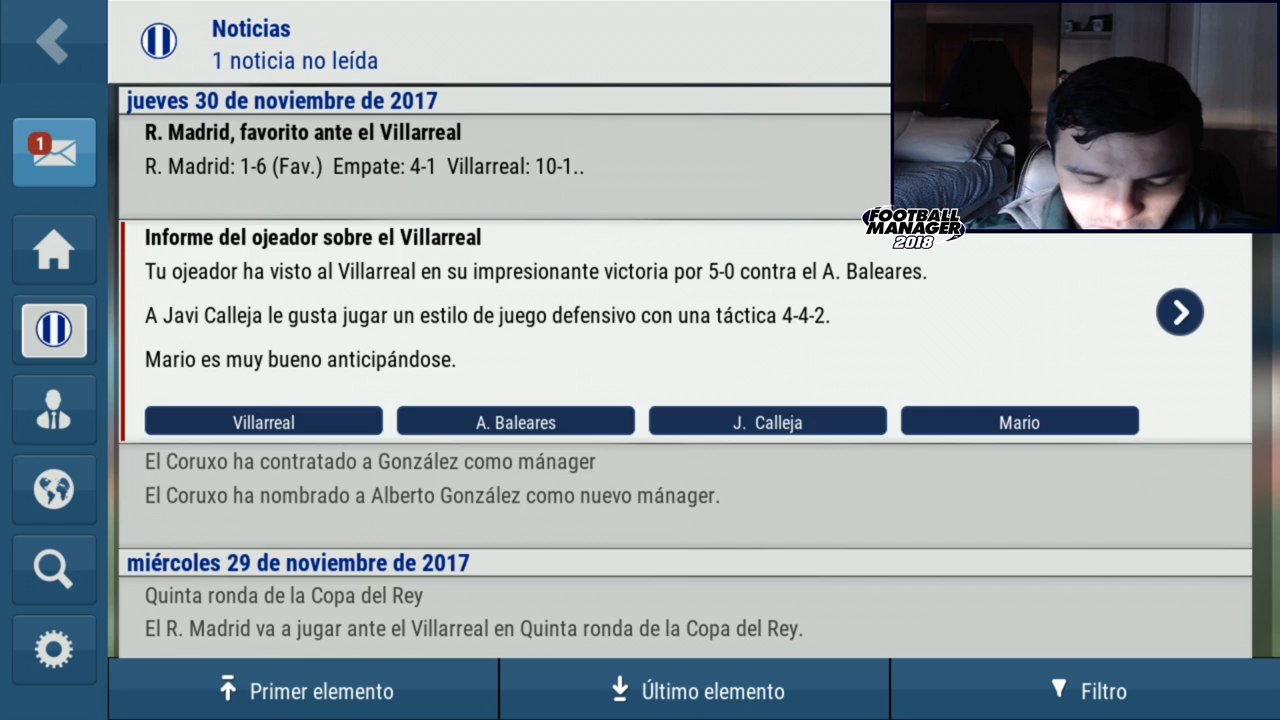 Noticias
1 noticia no leída
jueves 30 de noviembre de 2017
R. Madrid, favorito ante el Villarreal
R. Madrid: 1-6 (Fav.) Empate: 4-1 Villarreal: 10-1..
FOOTBALL
MANAGER
2018
1
Informe del ojeador sobre el Villarreal
Tu ojeador ha visto al Villarreal en su impresionante victoria por 5-0 contra el A. Baleares.
A Javi Calleja le gusta jugar un estilo de juego defensivo con una táctica 4-4-2.
Mario es muy bueno anticipándose.
Villarreal A. Baleares J. Calleja Mario
El Coruxo ha contratado a González como mánager
El Coruxo ha nombrado a Alberto González como nuevo mánager.
miércoles 29 de noviembre de 2017
Quinta ronda de la Copa del Rey
El R. Madrid va a jugar ante el Villarreal en Quinta ronda de la Copa del Rey.
Primer elemento Último elemento Filtro